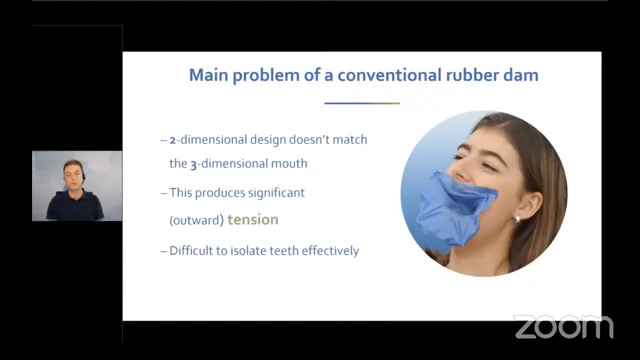 Main problem of a conventional rubber dam
– 2-dimensional design doesn't match
the 3-dimensional mouth
– This produces significant
(outward) tension
– Difficult to isolate teeth effectively
zoom